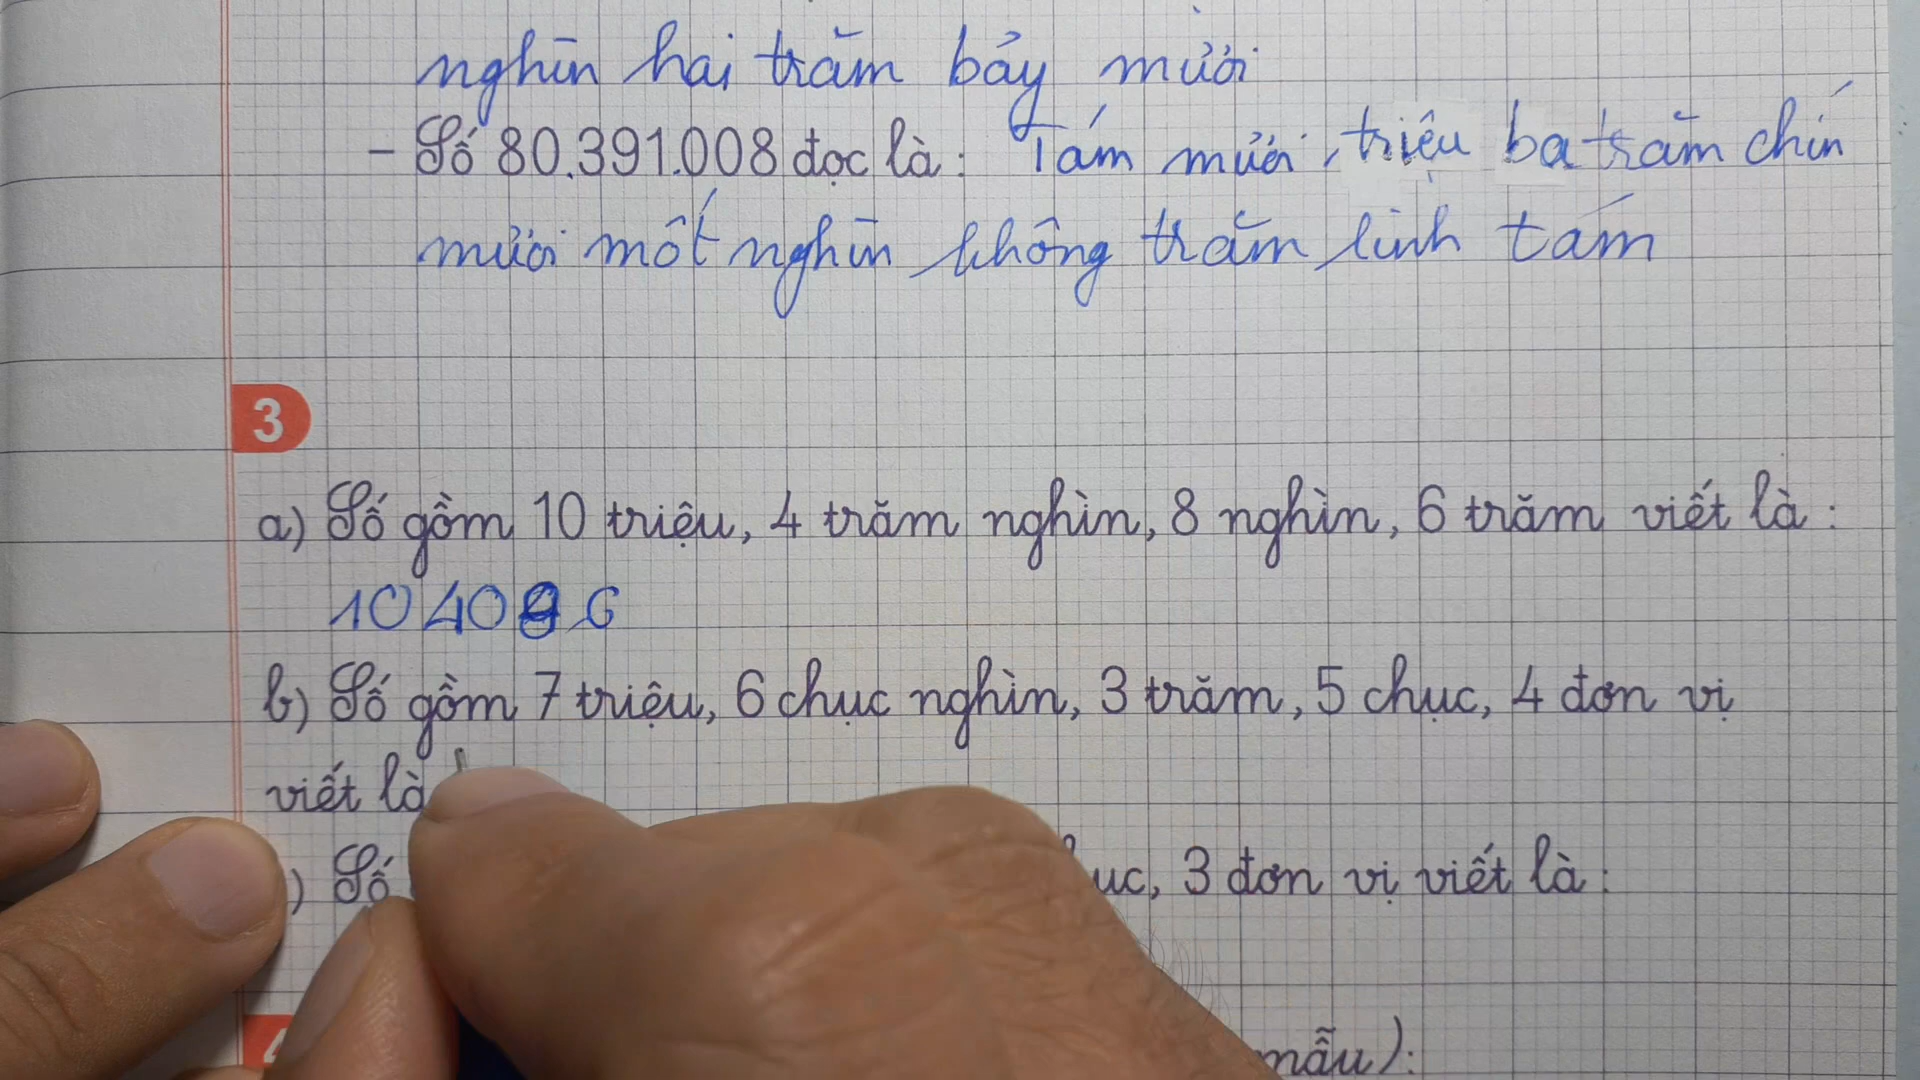 nghìn hai trăm bảy mươi
- Số 80.391.008 đọc là: Tám mươi triệu ba trăm chín
mươi mốt nghìn không trăm linh tám
3
a) Số gồm 10 triệu, 4 trăm nghìn, 8 nghìn, 6 trăm viết là:
10 408 6
b) Số gồm 7 triệu, 6 chục nghìn, 3 trăm, 5 chục, 4 đơn vị
viết là
) Số uc, 3 đơn vị viết là:
4 mẫu):